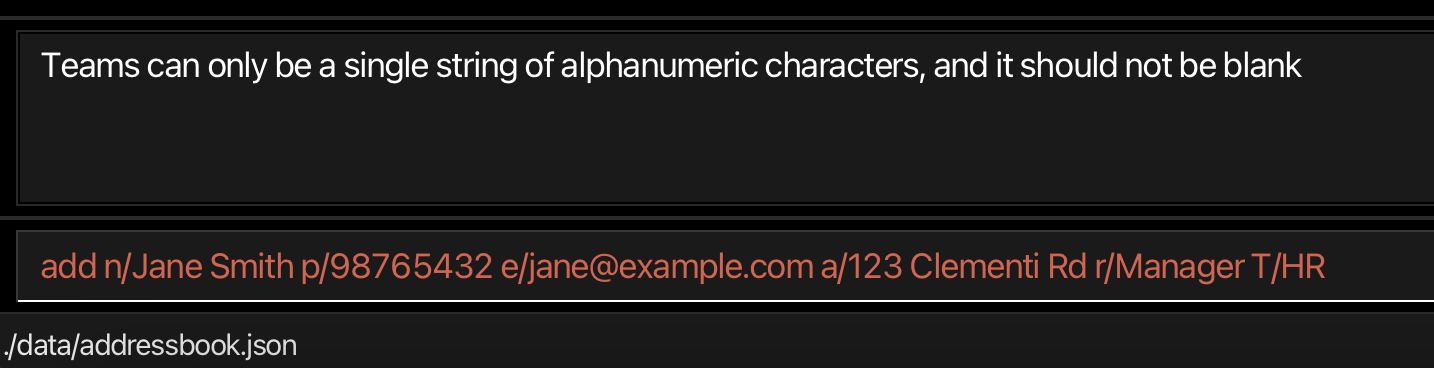 Teams can only be a single string of alphanumeric characters, and it should not be blank
add n/Jane Smith p/98765432 e/jane@example.com a/123 Clementi Rd r/Manager T/HR
./data/addressbook.json